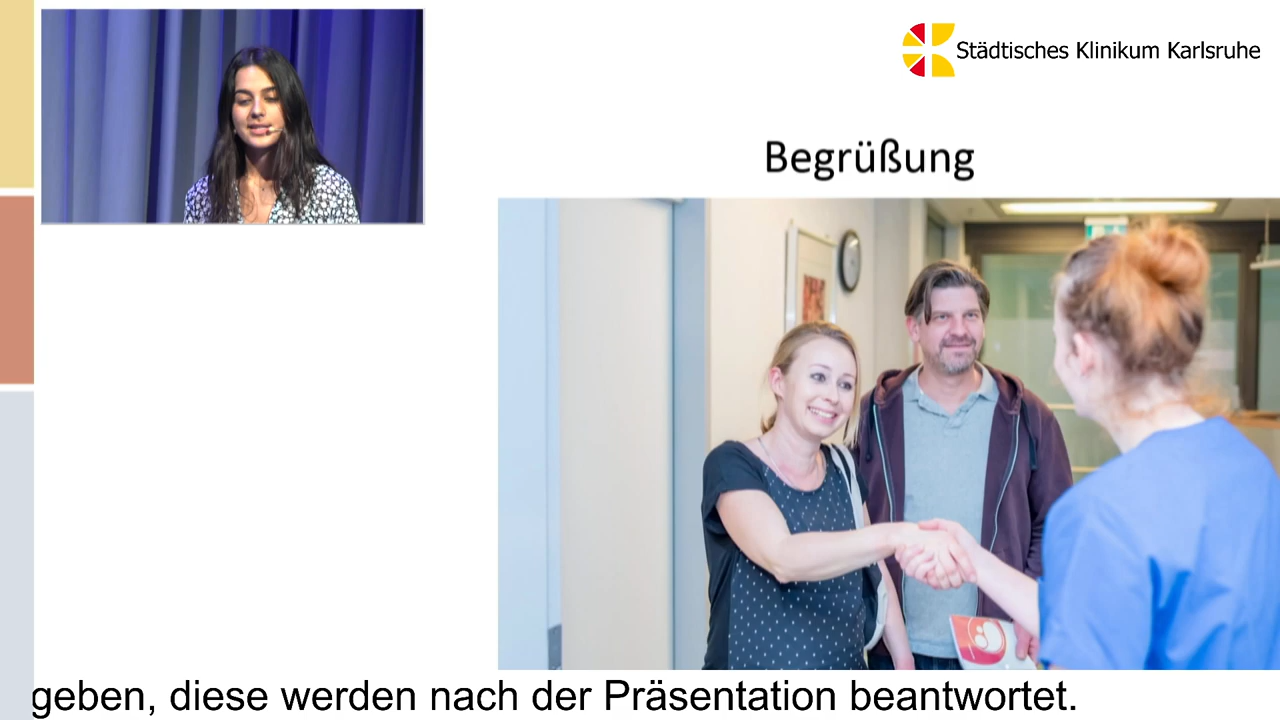 Städtisches Klinikum Karlsruhe
Begrüßung
geben, diese werden nach der Präsentation beantwortet.